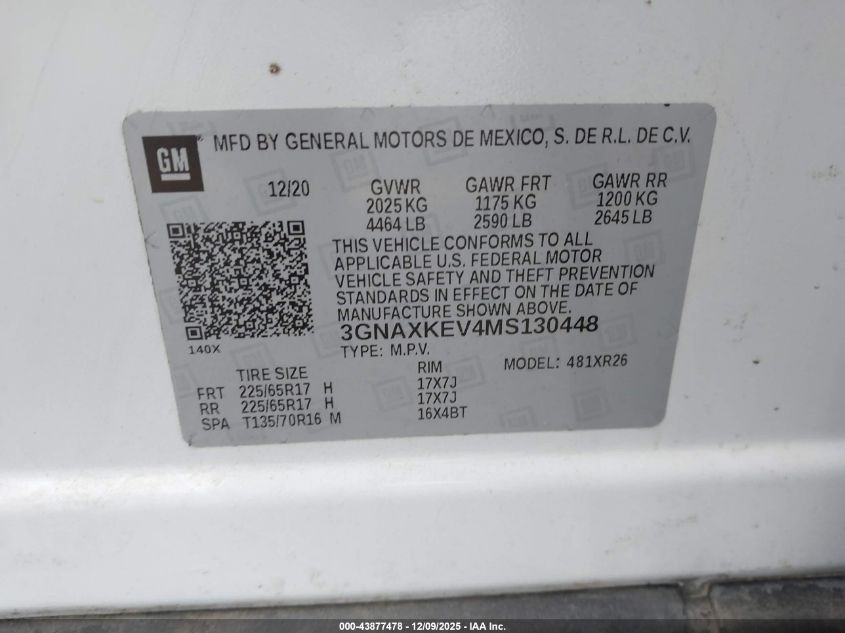 GM
MFD BY GENERAL MOTORS DE MEXICO, S. DE R.L. DE C.V.
12/20 GVWR GAWR FRT GAWR RR
2025 KG 1175 KG 1200 KG
4464 LB 2590 LB 2645 LB
THIS VEHICLE CONFORMS TO ALL
APPLICABLE U.S. FEDERAL MOTOR
VEHICLE SAFETY AND THEFT PREVENTION
STANDARDS IN EFFECT ON THE DATE OF
MANUFACTURE SHOWN ABOVE.
3GNAXKEV4MS130448
140X
TYPE: M.P.V. MODEL: 481XR26
TIRE SIZE RIM
FRT 225/65R17 H 17X7J
RR 225/65R17 H 17X7J
SPA T135/70R16 M 16X4BT
000-43877478 - 12/09/2025 - IAA Inc.